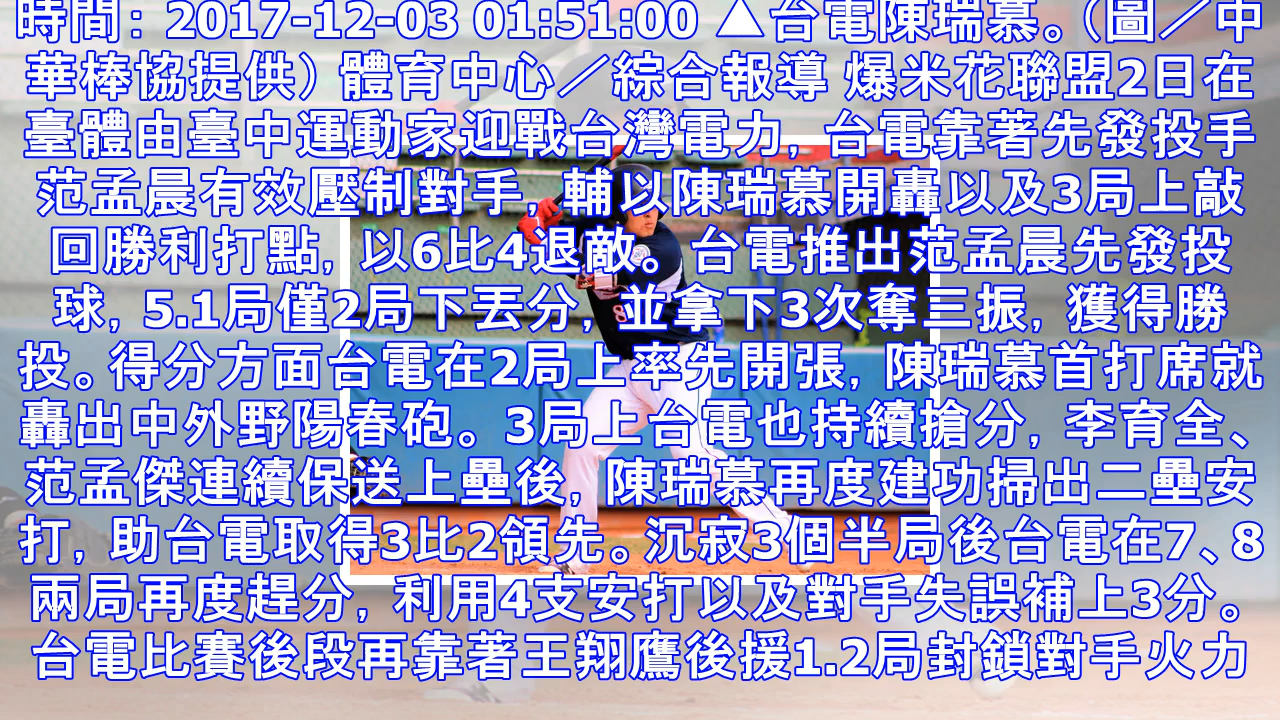 時間：2017-12-03 01:51:00 ▲台電陳瑞慕。（圖／中
華棒協提供）體育中心／綜合報導 爆米花聯盟2日在
臺體由臺中運動家迎戰台灣電力，台電靠著先發投手
范孟晨有效壓制對手，輔以陳瑞慕開轟以及3局上敲
回勝利打點，以6比4退敵。台電推出范孟晨先發投
球，5.1局僅2局下丟分，並拿下3次奪三振，獲得勝
投。得分方面台電在2局上率先開張，陳瑞慕首打席就
轟出中外野陽春砲。3局上台電也持續搶分，李育全、
范孟傑連續保送上壘後，陳瑞慕再度建功掃出二壘安
打，助台電取得3比2領先。沉寂3個半局後台電在7、8
兩局再度趕分，利用4支安打以及對手失誤補上3分。
台電比賽後段再靠著王翔鷹後援1.2局封鎖對手火力